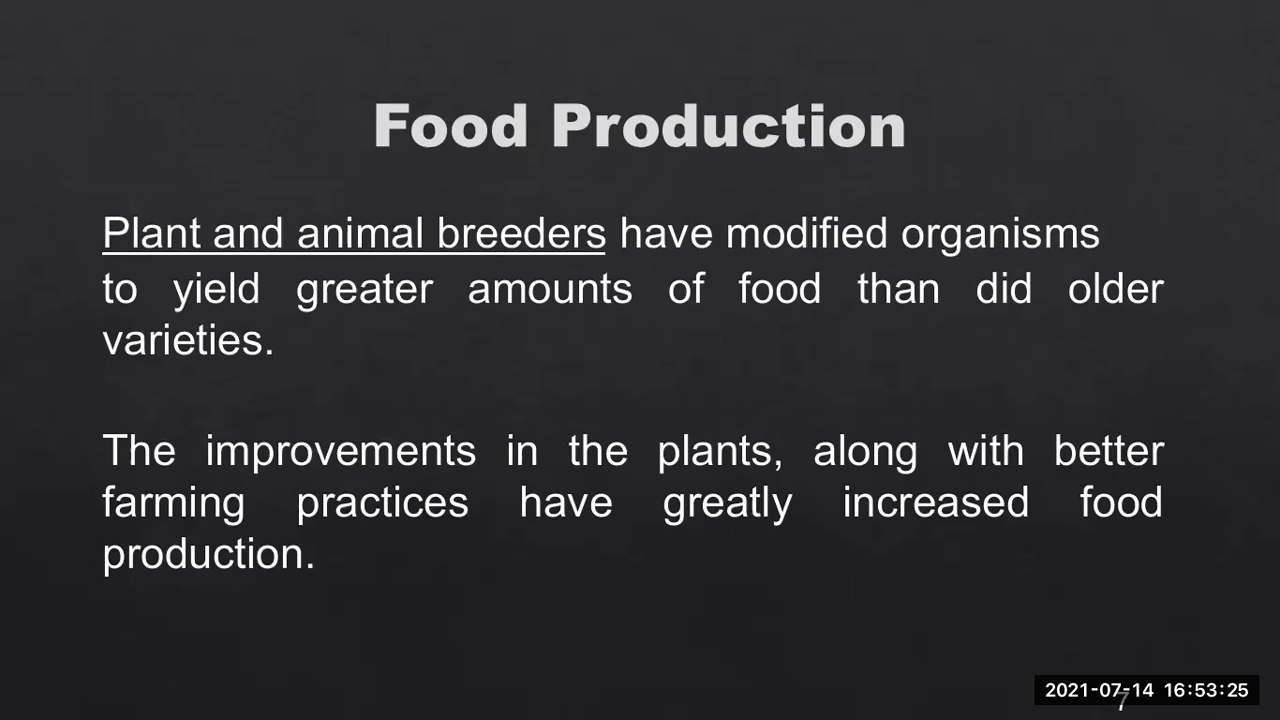 Food Production
Plant and animal breeders have modified organisms
to yield greater amounts of food than did older
varieties.
The improvements in the plants, along with better
farming practices have greatly increased food
production.
2021-07-14 16:53:25
7